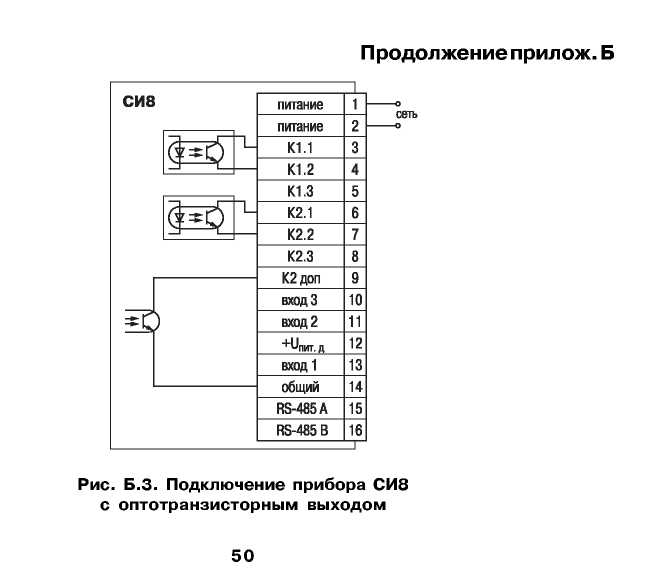 Продолжение прилож. Б
СИ8
питание 1
сеть
питание 2
К1.1 3
К1.2 4
К1.3 5
К2.1 6
К2.2 7
К2.3 8
К2 доп 9
вход 3 10
вход 2 11
+Uпит. д 12
вход 1 13
общий 14
RS-485 А 15
RS-485 В 16
Рис. Б.3. Подключение прибора СИ8
с оптотранзисторным выходом
50